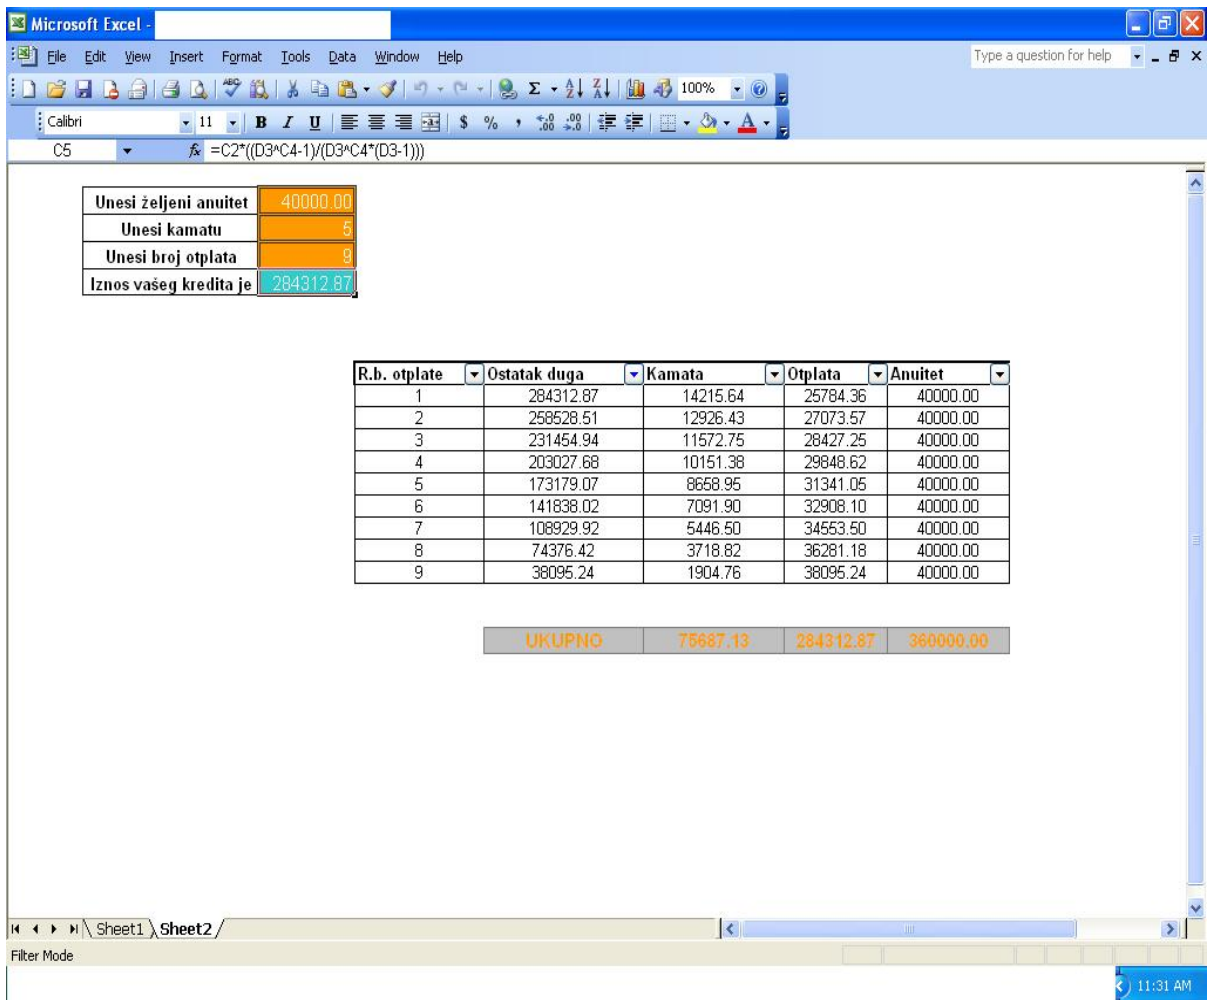 Microsoft Excel -
File Edit View Insert Format Tools Data Window Help
Type a question for help
100%
Calibri 11 B I U $ % ,
C5 fx =C2*((D3^C4-1)/(D3^C4*(D3-1)))
Unesi željeni anuitet 40000.00
Unesi kamatu 5
Unesi broj otplata 9
Iznos vašeg kredita je 284312.87
R.b. otplate Ostatak duga Kamata Otplata Anuitet
1 284312.87 14215.64 25784.36 40000.00
2 258528.51 12926.43 27073.57 40000.00
3 231454.94 11572.75 28427.25 40000.00
4 203027.68 10151.38 29848.62 40000.00
5 173179.07 8658.95 31341.05 40000.00
6 141838.02 7091.90 32908.10 40000.00
7 108929.92 5446.50 34553.50 40000.00
8 74376.42 3718.82 36281.18 40000.00
9 38095.24 1904.76 38095.24 40000.00
UKUPNO 75687.13 284312.87 360000.00
Sheet1 Sheet2
Filter Mode
11:31 AM